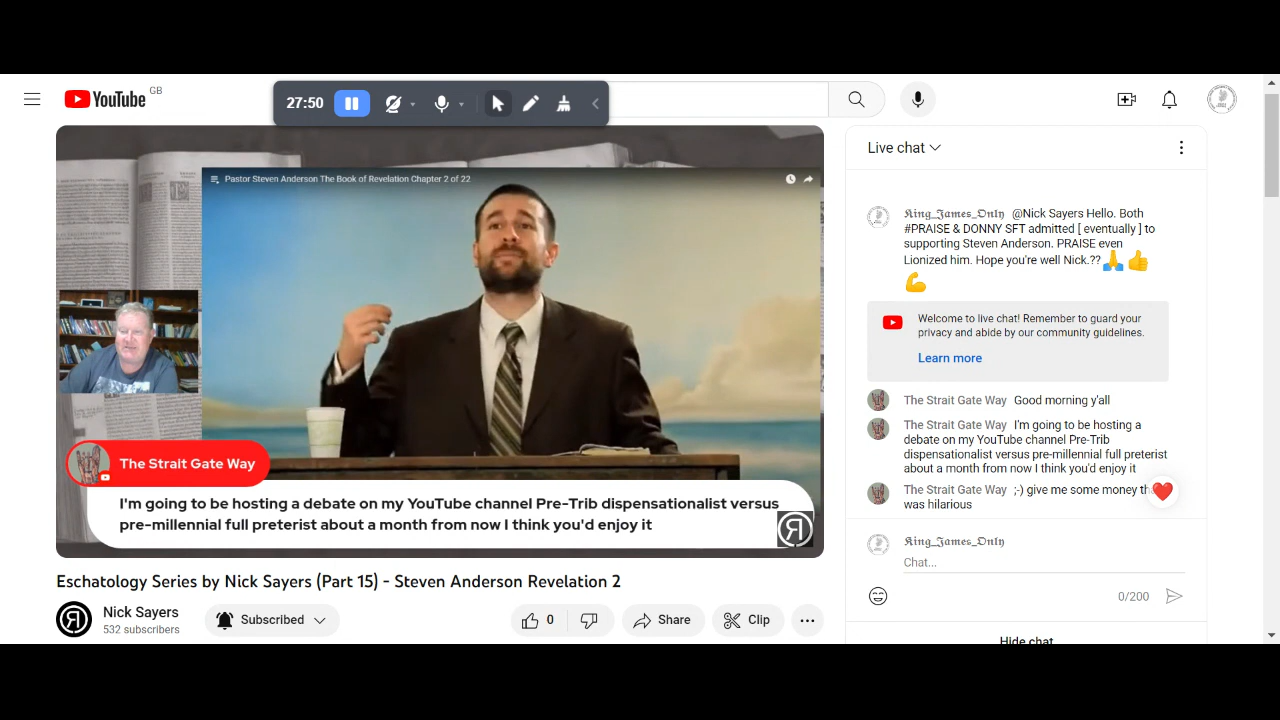 YouTube GB
27:50
Pastor Steven Anderson The Book of Revelation Chapter 2 of 22
The Strait Gate Way
I'm going to be hosting a debate on my YouTube channel Pre-Trib dispensationalist versus
pre-millennial full preterist about a month from now I think you'd enjoy it
Eschatology Series by Nick Sayers (Part 15) - Steven Anderson Revelation 2
Nick Sayers
532 subscribers
Subscribed
0
Share
Clip
Live chat
𝕶𝖎𝖓𝖌_𝕵𝖆𝖒𝖊𝖘_𝕺𝖓𝖑𝖞 @Nick Sayers Hello. Both
#PRAISE & DONNY SFT admitted [ eventually ] to
supporting Steven Anderson. PRAISE even
Lionized him. Hope you're well Nick.?? 🙏 👍
💪
Welcome to live chat! Remember to guard your
privacy and abide by our community guidelines.
Learn more
The Strait Gate Way Good morning y'all
The Strait Gate Way I'm going to be hosting a
debate on my YouTube channel Pre-Trib
dispensationalist versus pre-millennial full preterist
about a month from now I think you'd enjoy it
The Strait Gate Way ;-) give me some money
was hilarious
𝕶𝖎𝖓𝖌_𝕵𝖆𝖒𝖊𝖘_𝕺𝖓𝖑𝖞
Chat...
0/200
Hide chat